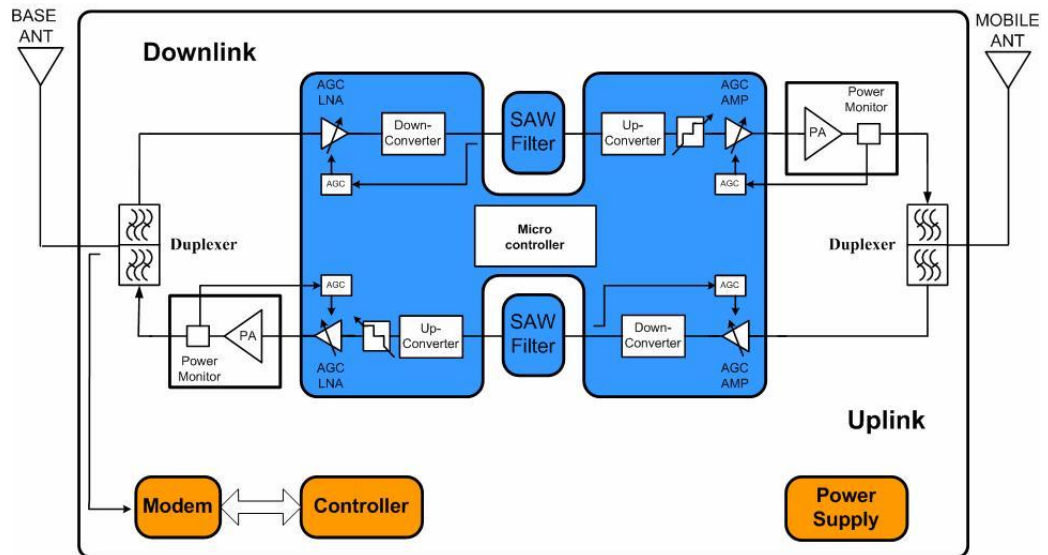 BASE
ANT
MOBILE
ANT
Downlink
AGC
LNA
Down-
Converter
AGC
SAW
Filter
Up-
Converter
AGC
AMP
AGC
Power
Monitor
PA
Duplexer
Micro
controller
Duplexer
AGC
PA
Power
Monitor
AGC
LNA
Up-
Converter
SAW
Filter
Down-
Converter
AGC
AGC
AMP
Uplink
Modem
Controller
Power
Supply